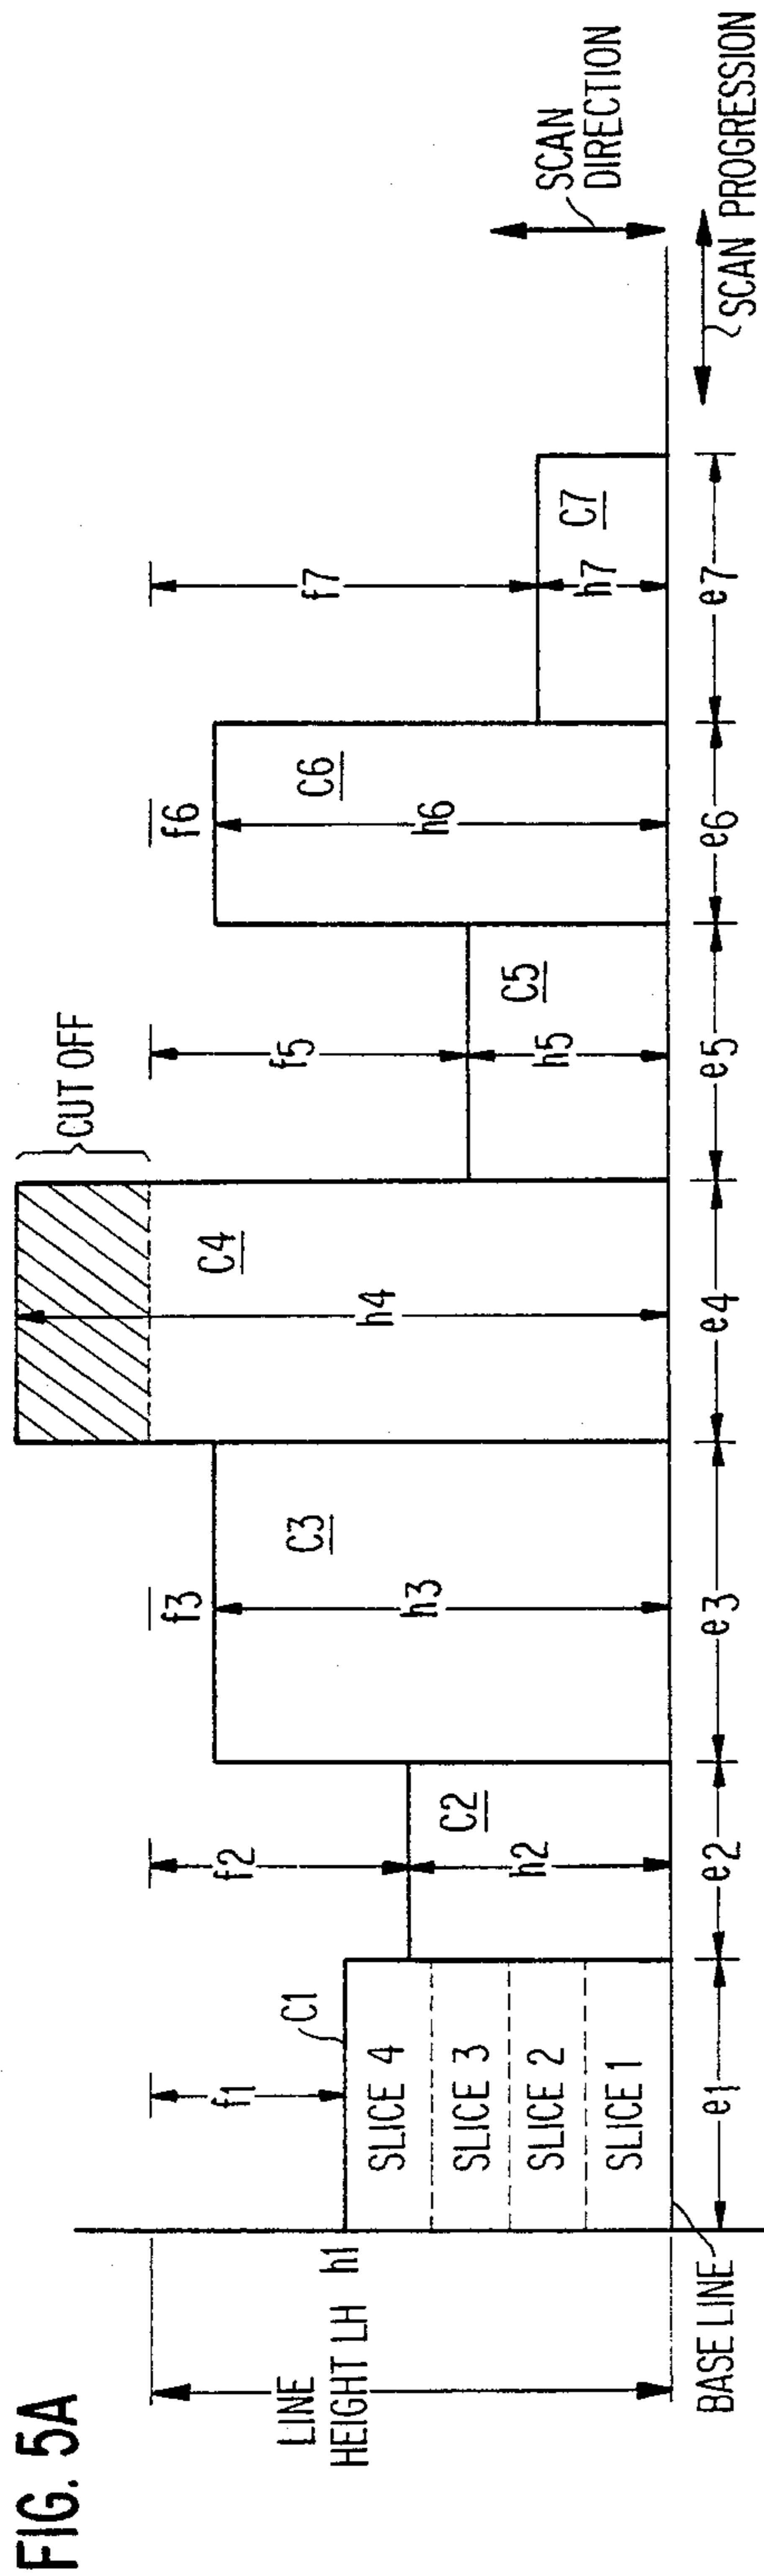 FIG. 5A
LINE
HEIGHT LH
h1
BASE LINE
f1
C1
SLICE 4
SLICE 3
SLICE 2
SLICE 1
e1
f2
C2
h2
e2
f3
C3
h3
e3
CUT OFF
C4
h4
e4
f5
C5
h5
e5
f6
C6
h6
e6
f7
C7
h7
e7
SCAN
DIRECTION
SCAN PROGRESSION